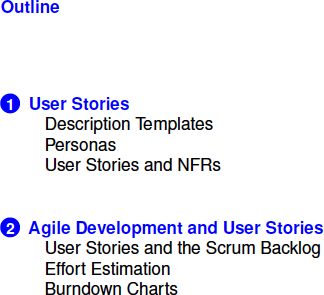 Outline
1 User Stories
Description Templates
Personas
User Stories and NFRs
2 Agile Development and User Stories
User Stories and the Scrum Backlog
Effort Estimation
Burndown Charts